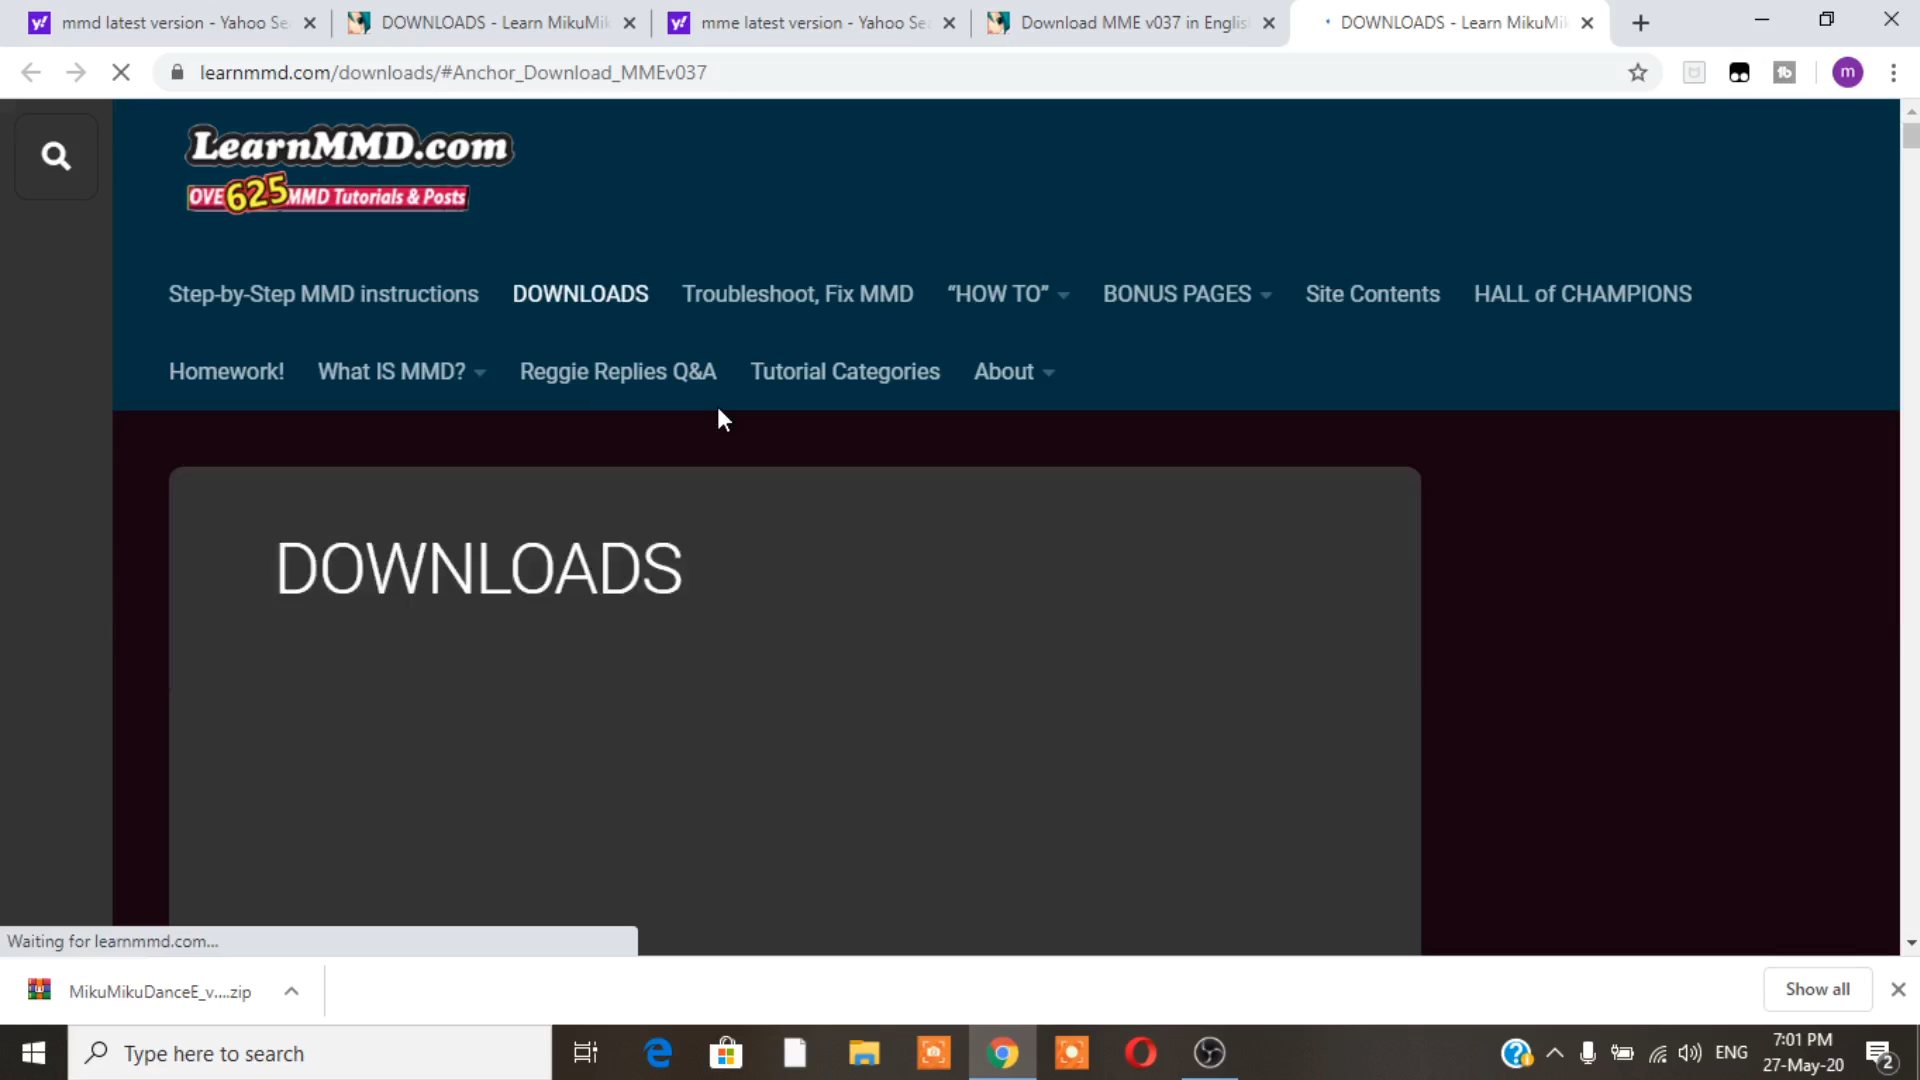 mmd latest version - Yahoo Se
DOWNLOADS - Learn MikuMik
mme latest version - Yahoo Se
Download MME v037 in English
DOWNLOADS - Learn MikuMik
learnmmd.com/downloads/#Anchor_Download_MMEv037
m
LearnMMD.com
OVE 625 MMD Tutorials & Posts
Step-by-Step MMD instructions
DOWNLOADS
Troubleshoot, Fix MMD
“HOW TO”
BONUS PAGES
Site Contents
HALL of CHAMPIONS
Homework!
What IS MMD?
Reggie Replies Q&A
Tutorial Categories
About
DOWNLOADS
Waiting for learnmmd.com...
MikuMikuDanceE_v....zip
Show all
Type here to search
ENG
7:01 PM
27-May-20
2